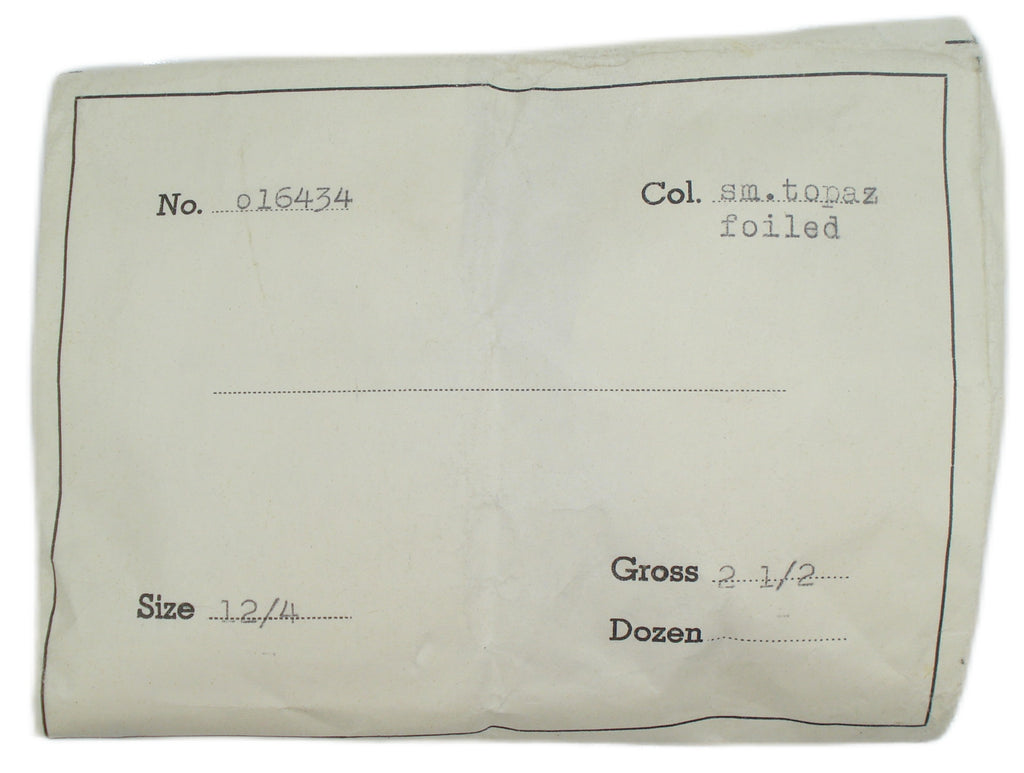 No. o16434
Col. sm.topaz
foiled
Size 12/4
Gross 2 1/2
Dozen